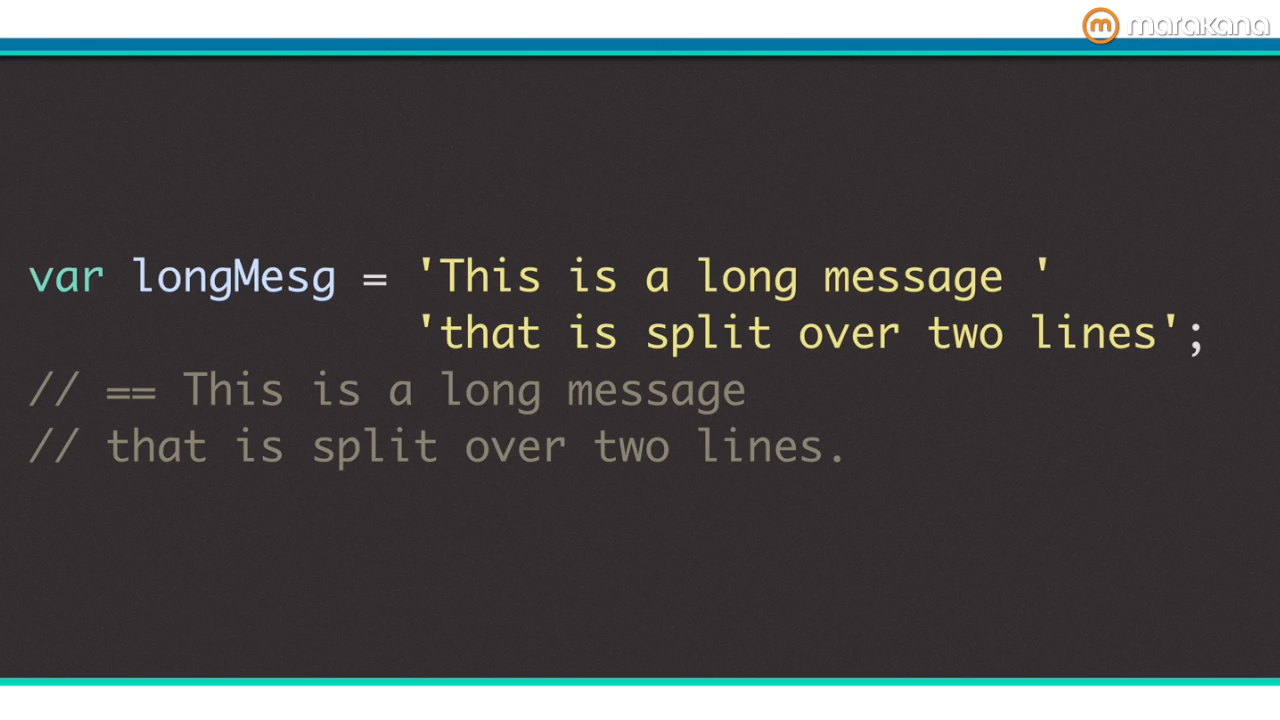 marakana
var longMesg = 'This is a long message '
'that is split over two lines';
// == This is a long message
// that is split over two lines.